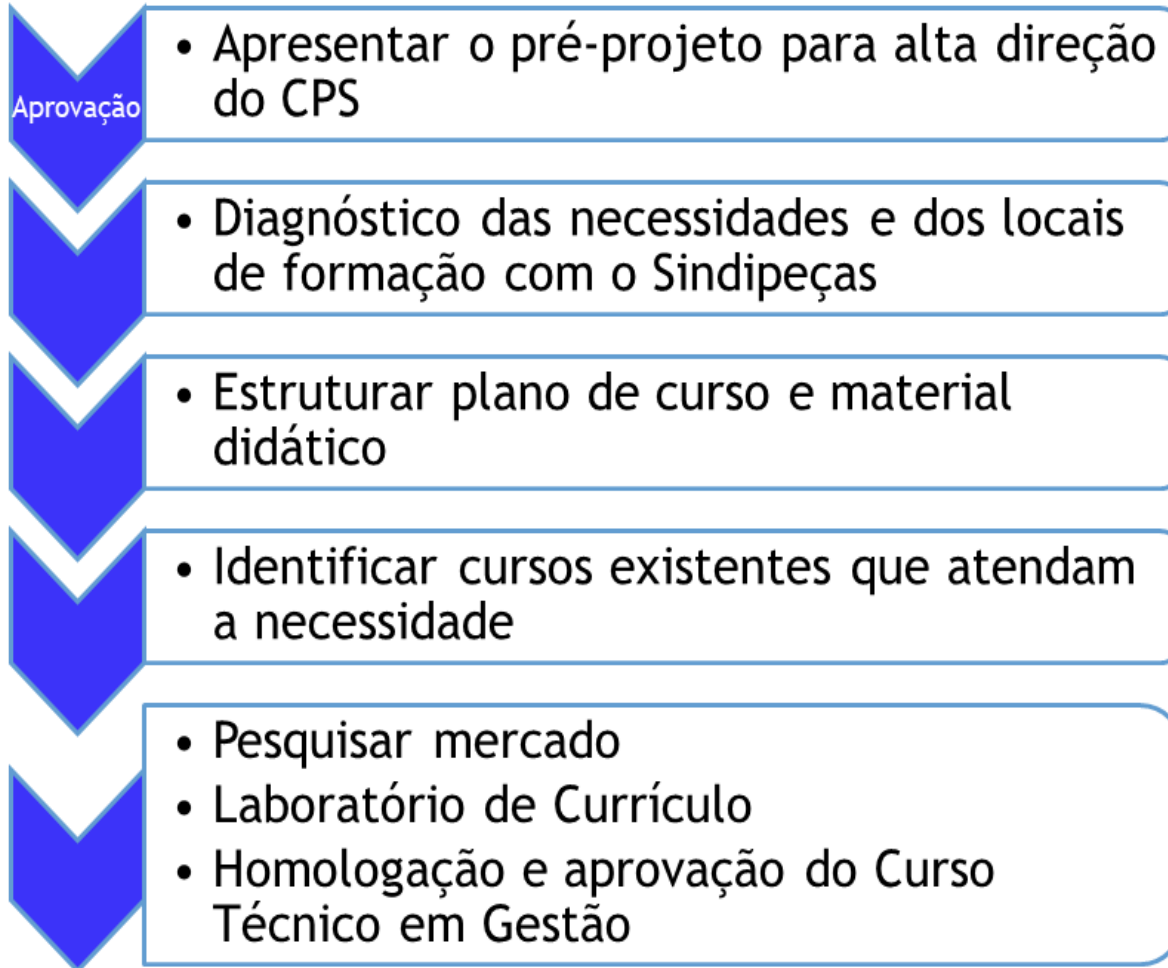 Aprovação
• Apresentar o pré-projeto para alta direção
do CPS
• Diagnóstico das necessidades e dos locais
de formação com o Sindipeças
• Estruturar plano de curso e material
didático
• Identificar cursos existentes que atendam
a necessidade
• Pesquisar mercado
• Laboratório de Currículo
• Homologação e aprovação do Curso
Técnico em Gestão